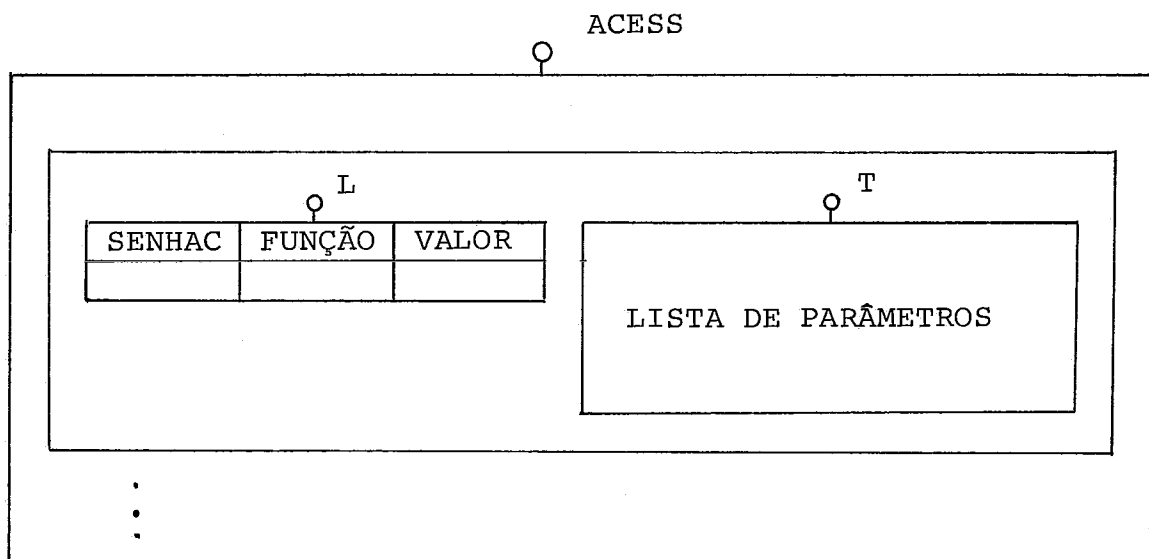 ACESS
L
T
SENHAC FUNÇÃO VALOR
LISTA DE PARÂMETROS